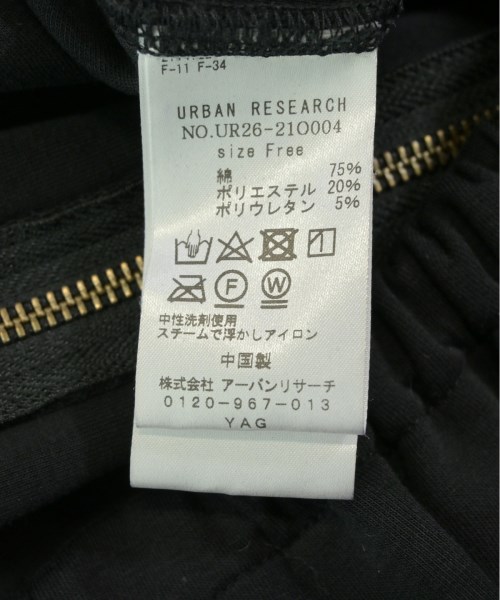 F-11 F-34
URBAN RESEARCH
NO.UR26-21O004
size Free
綿 75%
ポリエステル 20%
ポリウレタン 5%
F W
中性洗剤使用
スチームで浮かしアイロン
中国製
株式会社 アーバンリサーチ
0120-967-013
YAG